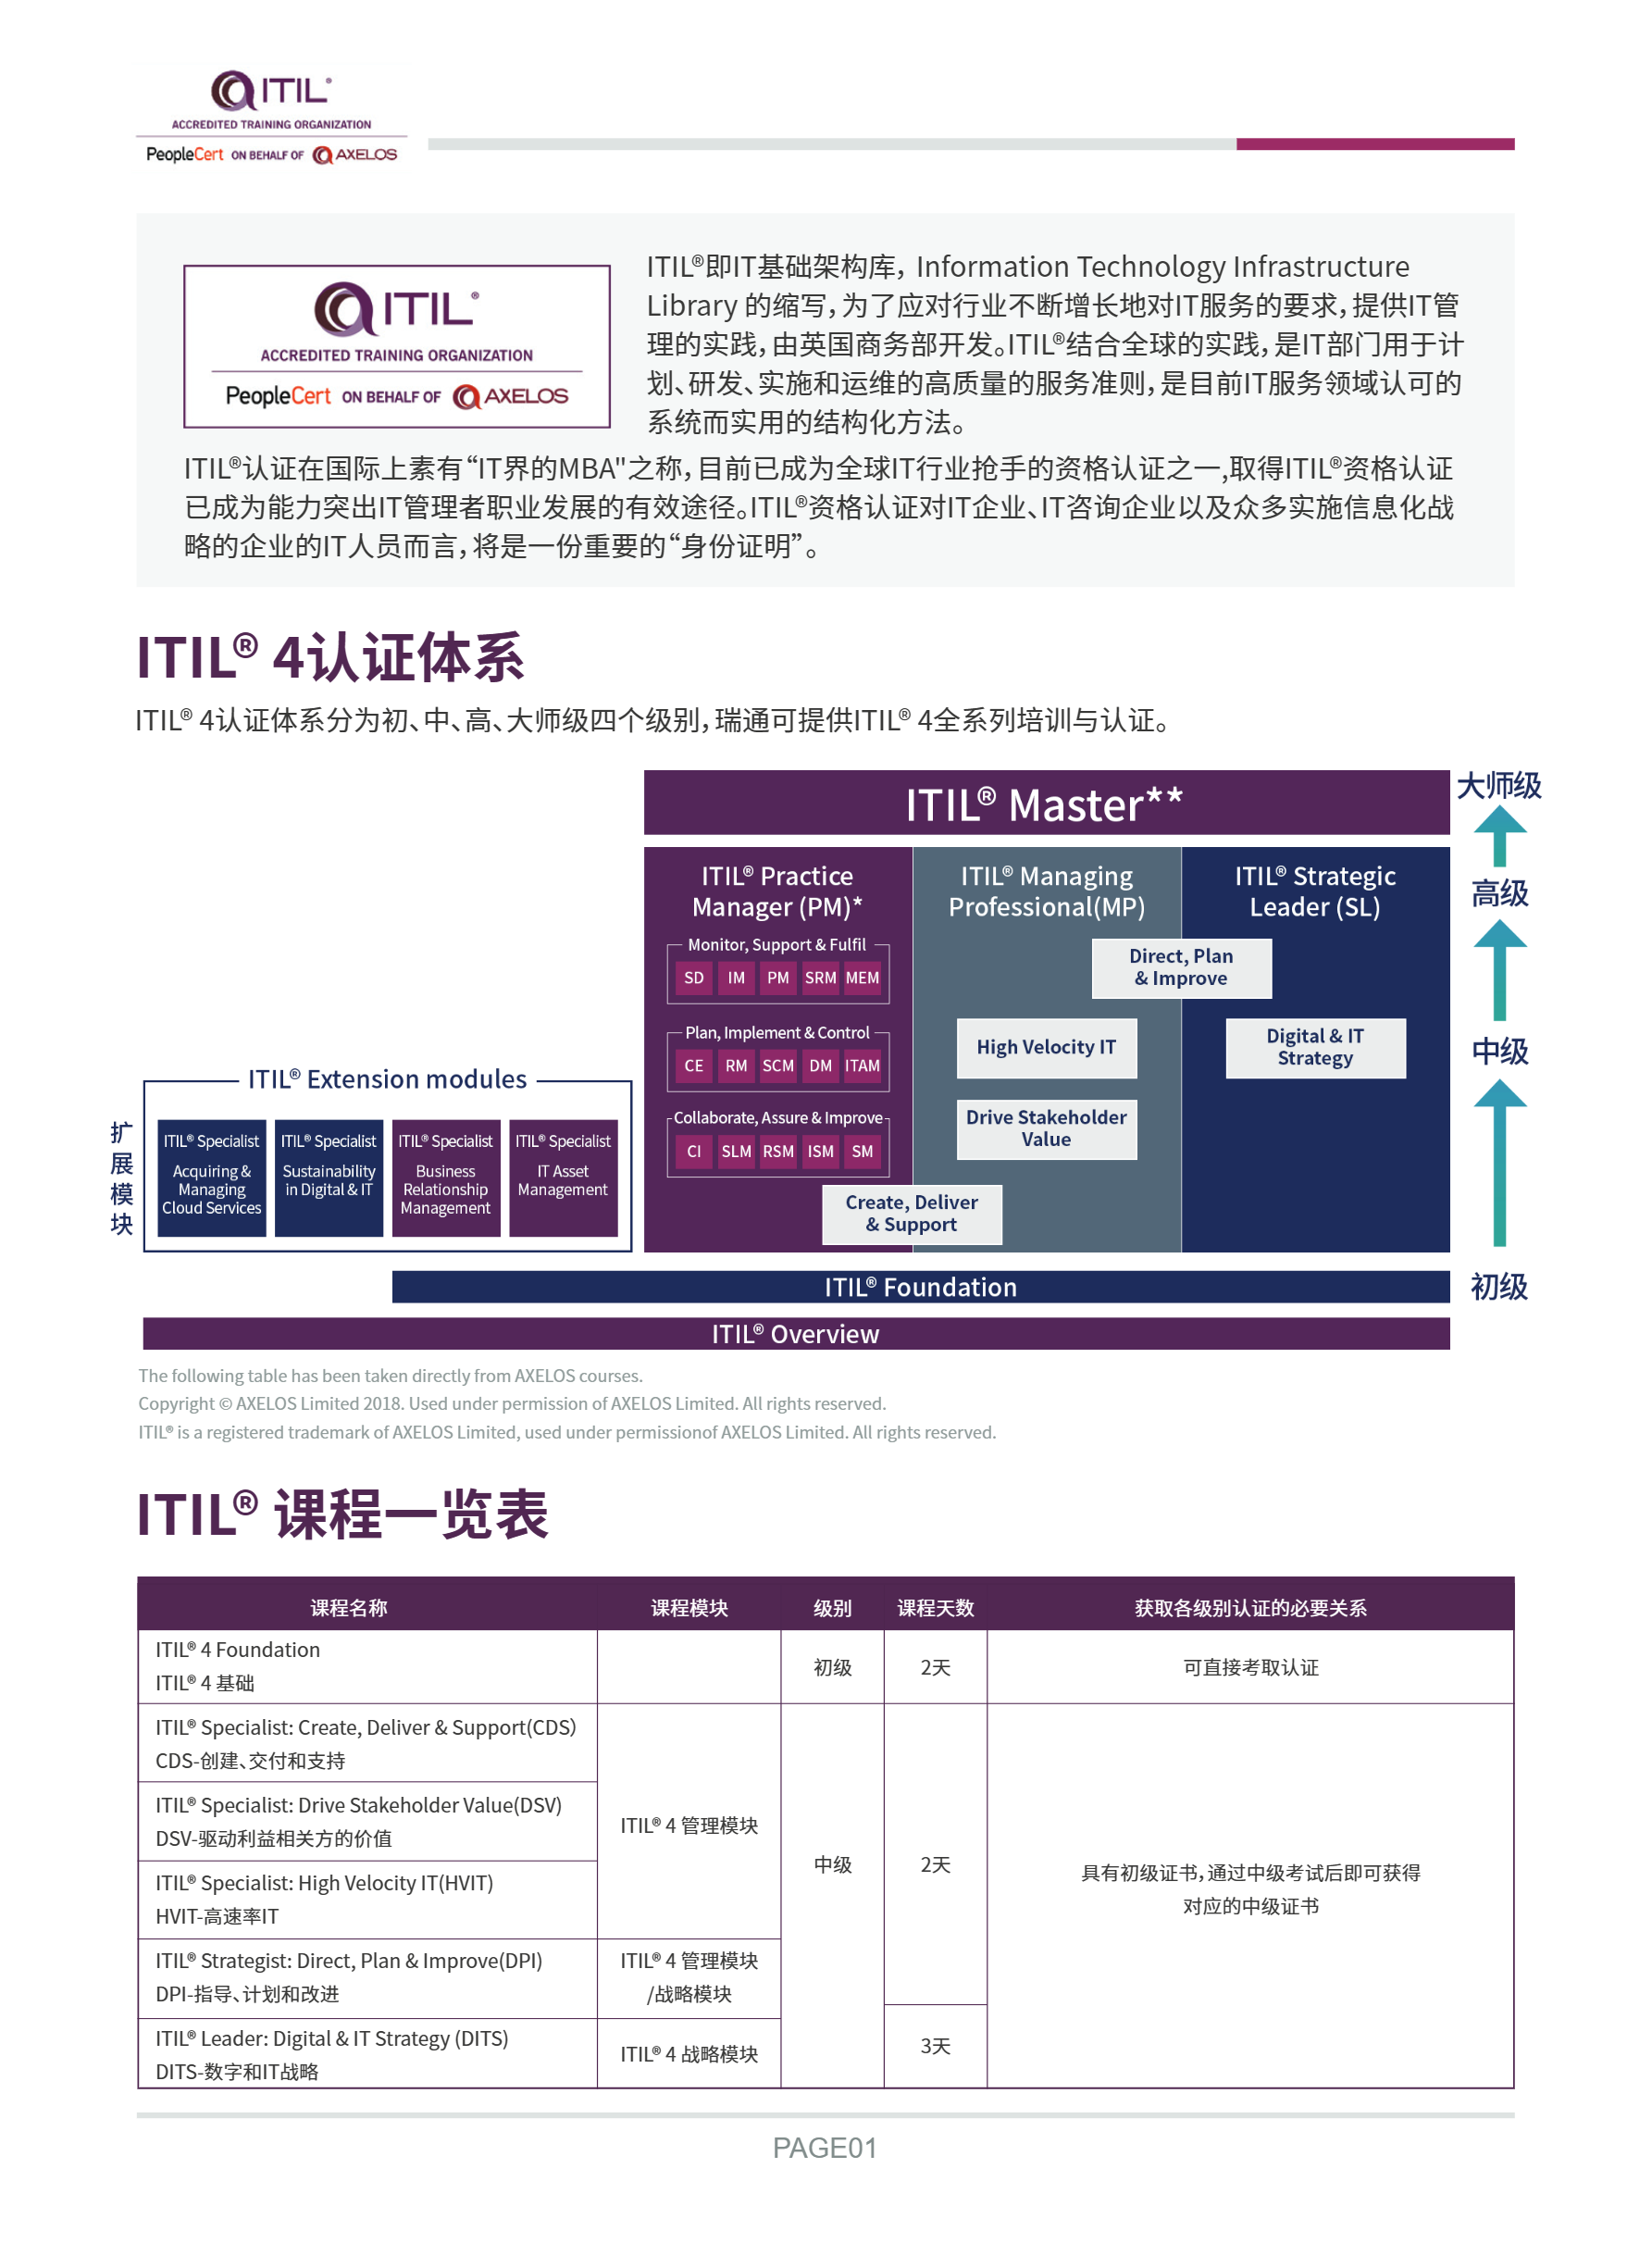 ITIL®
ACCREDITED TRAINING ORGANIZATION
PeopleCert ON BEHALF OF AXELOS
ITIL®
ACCREDITED TRAINING ORGANIZATION
PeopleCert ON BEHALF OF AXELOS
ITIL®即IT基础架构库，Information Technology Infrastructure
Library 的缩写，为了应对行业不断增长地对IT服务的要求，提供IT管
理的实践，由英国商务部开发。ITIL®结合全球的实践，是IT部门用于计
划、研发、实施和运维的高质量的服务准则，是目前IT服务领域认可的
系统而实用的结构化方法。
ITIL®认证在国际上素有“IT界的MBA"之称，目前已成为全球IT行业抢手的资格认证之一,取得ITIL®资格认证
已成为能力突出IT管理者职业发展的有效途径。ITIL®资格认证对IT企业、IT咨询企业以及众多实施信息化战
略的企业的IT人员而言，将是一份重要的“身份证明”。
ITIL® 4认证体系
ITIL® 4认证体系分为初、中、高、大师级四个级别，瑞通可提供ITIL® 4全系列培训与认证。
ITIL® Master**
大师级
高级
中级
初级
ITIL® Practice
Manager (PM)*
Monitor, Support & Fulfil
SD IM PM SRM MEM
Plan, Implement & Control
CE RM SCM DM ITAM
Collaborate, Assure & Improve
CI SLM RSM ISM SM
ITIL® Managing
Professional(MP)
ITIL® Strategic
Leader (SL)
Direct, Plan
& Improve
High Velocity IT
Digital & IT
Strategy
Drive Stakeholder
Value
Create, Deliver
& Support
扩展模块
ITIL® Extension modules
ITIL® Specialist
Acquiring &
Managing
Cloud Services
ITIL® Specialist
Sustainability
in Digital & IT
ITIL® Specialist
Business
Relationship
Management
ITIL® Specialist
IT Asset
Management
ITIL® Foundation
ITIL® Overview
The following table has been taken directly from AXELOS courses.
Copyright © AXELOS Limited 2018. Used under permission of AXELOS Limited. All rights reserved.
ITIL® is a registered trademark of AXELOS Limited, used under permissionof AXELOS Limited. All rights reserved.
ITIL® 课程一览表
课程名称 课程模块 级别 课程天数 获取各级别认证的必要关系
ITIL® 4 Foundation
ITIL® 4 基础
初级 2天 可直接考取认证
ITIL® Specialist: Create, Deliver & Support(CDS）
CDS-创建、交付和支持
ITIL® Specialist: Drive Stakeholder Value(DSV)
DSV-驱动利益相关方的价值
ITIL® Specialist: High Velocity IT(HVIT)
HVIT-高速率IT
ITIL® 4 管理模块
中级
2天
具有初级证书，通过中级考试后即可获得
对应的中级证书
ITIL® Strategist: Direct, Plan & Improve(DPI)
DPI-指导、计划和改进
ITIL® 4 管理模块
/战略模块
ITIL® Leader: Digital & IT Strategy (DITS)
DITS-数字和IT战略
ITIL® 4 战略模块
3天
PAGE01